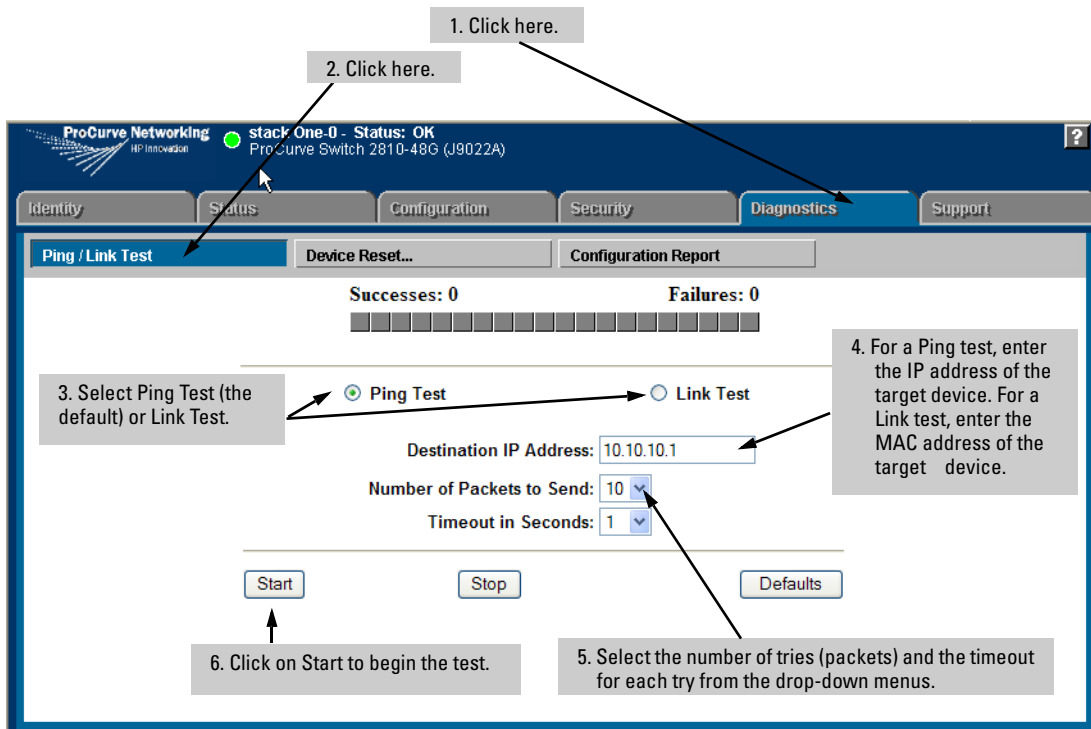 1. Click here.
2. Click here.
ProCurve Networking
HP Innovation
stack One-0 - Status: OK
ProCurve Switch 2810-48G (J9022A)
?
Identity
Status
Configuration
Security
Diagnostics
Support
Ping / Link Test
Device Reset...
Configuration Report
Successes: 0
Failures: 0
3. Select Ping Test (the
default) or Link Test.
Ping Test
Link Test
4. For a Ping test, enter
the IP address of the
target device. For a
Link test, enter the
MAC address of the
target device.
Destination IP Address: 10.10.10.1
Number of Packets to Send: 10
Timeout in Seconds: 1
Start
Stop
Defaults
6. Click on Start to begin the test.
5. Select the number of tries (packets) and the timeout
for each try from the drop-down menus.